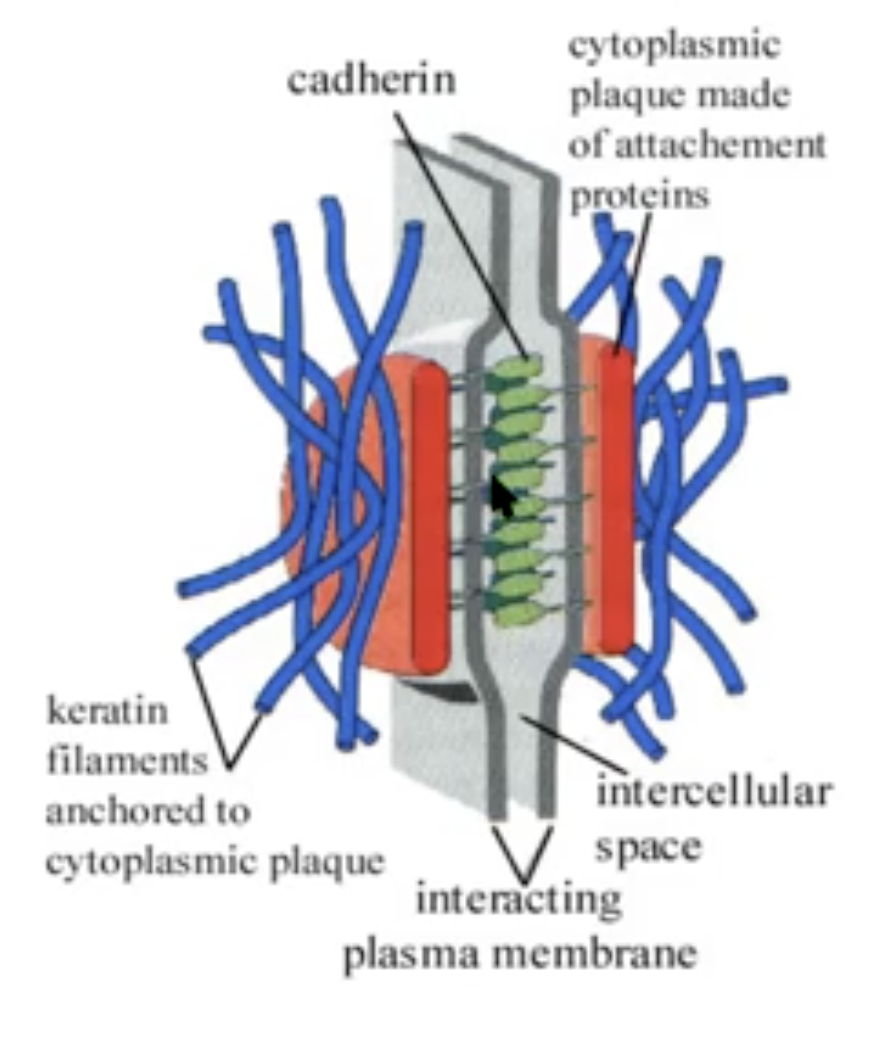 cadherin
cytoplasmic
plaque made
of attachement
proteins
keratin
filaments
anchored to
cytoplasmic plaque
intercellular
space
interacting
plasma membrane